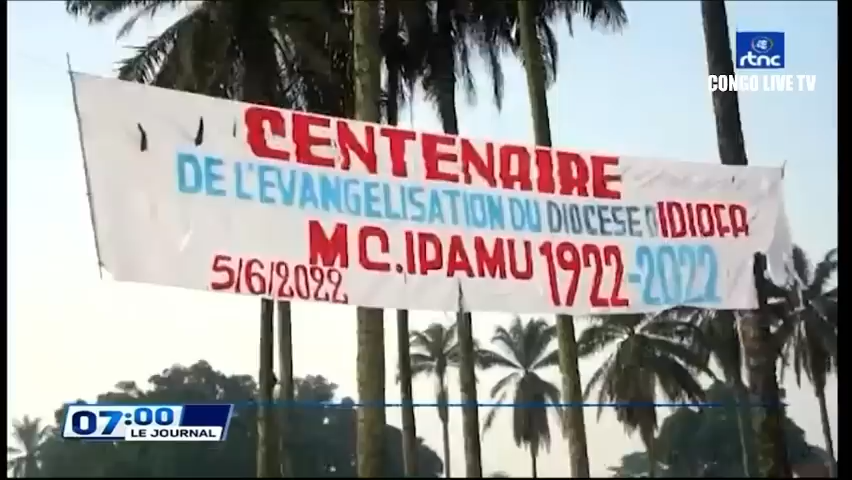 rtnc
CONGO LIVE TV
CENTENAIRE
DE L'EVANGELISATION DU DIOCESE D'IDIOFA
M C. IPAMU 1922-2022
5/6/2022
07:00
LE JOURNAL